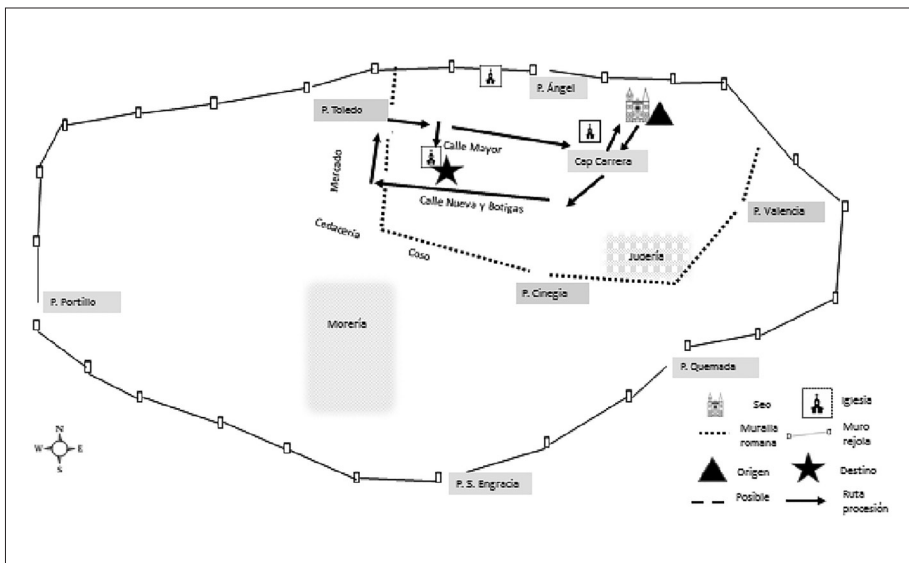 P. Ángel
P. Toledo
Calle Mayor
Cap Carrera
Mercado
Calle Nueva y Botigas
P. Valencia
Cedacería
Coso
Judería
P. Cinegia
P. Portillo
Morería
P. Quemada
N
W E
S
P. S. Engracia
Seo
Iglesia
Muralla
romana
Muro
rejola
Origen
Destino
Posible
Ruta
procesión